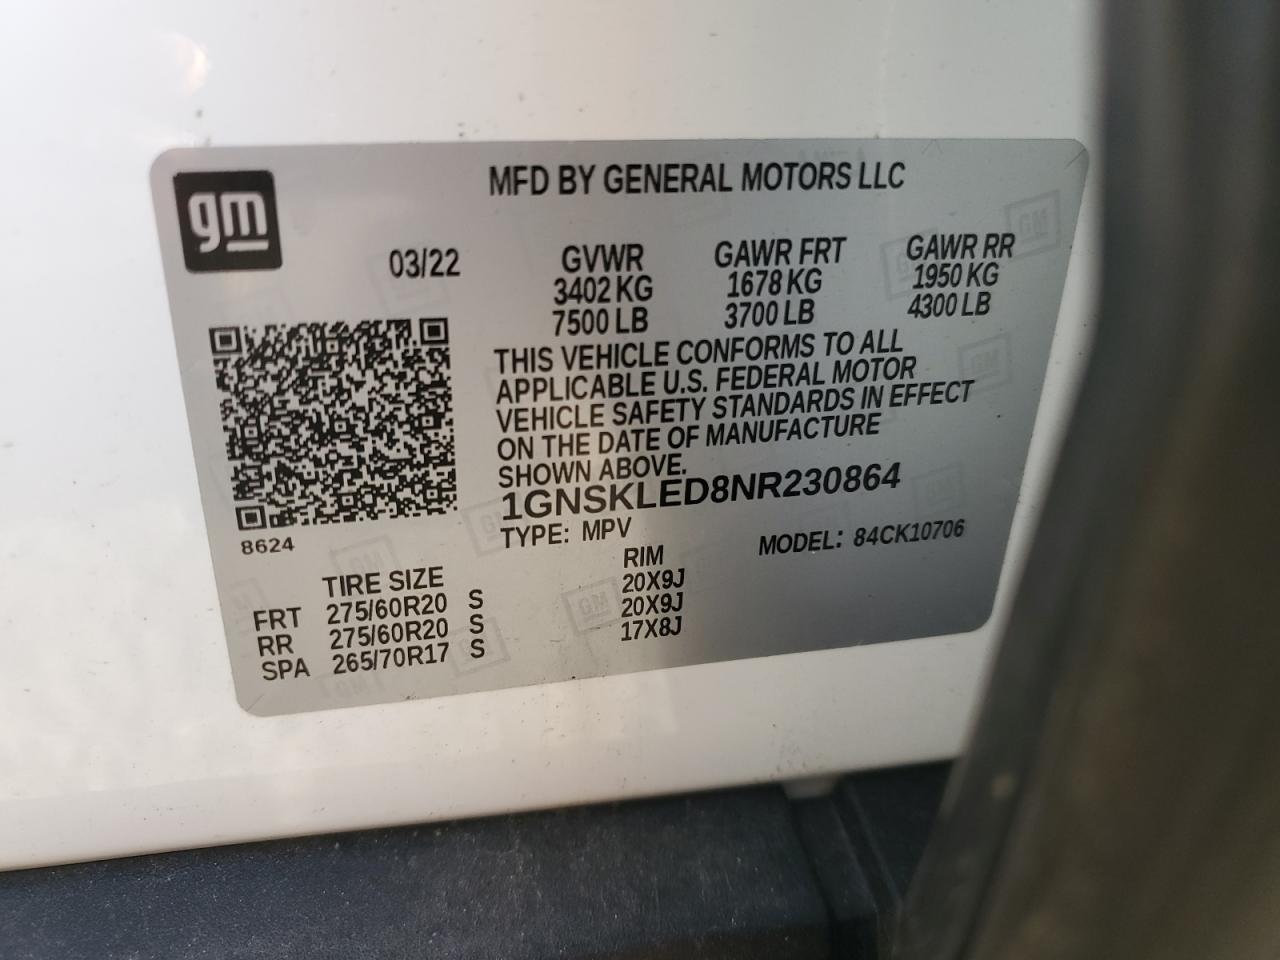 gm
MFD BY GENERAL MOTORS LLC
03/22
GVWR GAWR FRT GAWR RR
3402 KG 1678 KG 1950 KG
7500 LB 3700 LB 4300 LB
THIS VEHICLE CONFORMS TO ALL
APPLICABLE U.S. FEDERAL MOTOR
VEHICLE SAFETY STANDARDS IN EFFECT
ON THE DATE OF MANUFACTURE
SHOWN ABOVE.
1GNSKLED8NR230864
TYPE: MPV MODEL: 84CK10706
8624
TIRE SIZE RIM
FRT 275/60R20 S 20X9J
RR 275/60R20 S 20X9J
SPA 265/70R17 S 17X8J